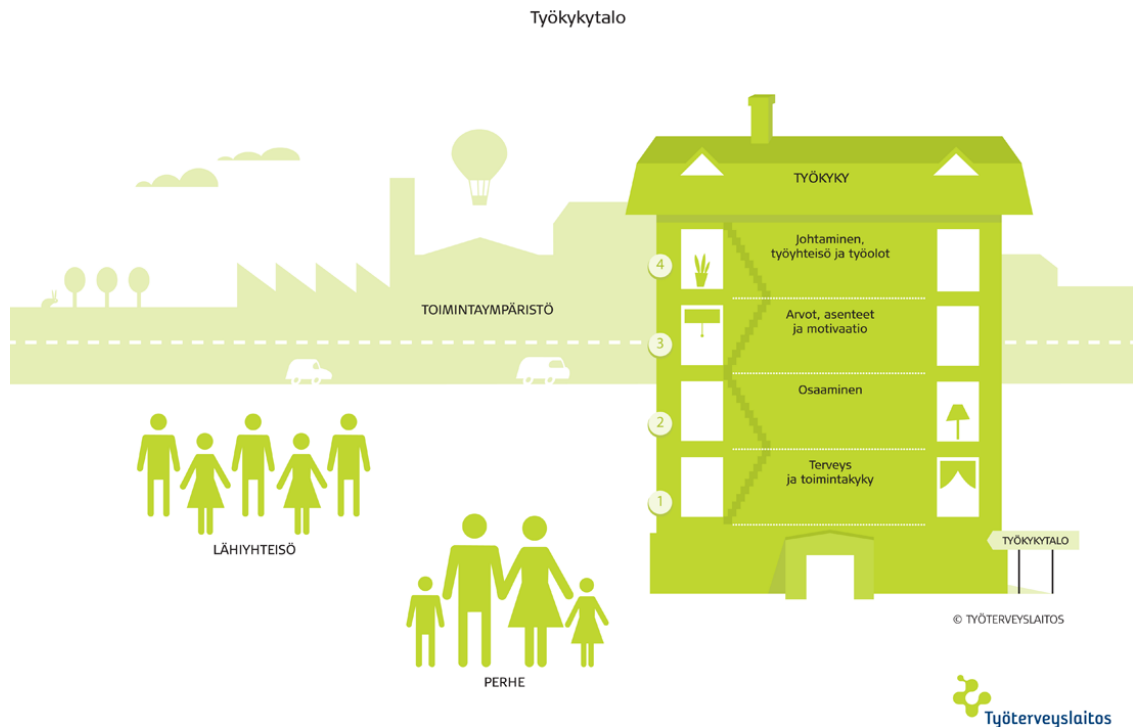 Työkykytalo
TYÖKYKY
4
Johtaminen,
työyhteisö ja työolot
TOIMINTAYMPÄRISTÖ
3
Arvot, asenteet
ja motivaatio
2
Osaaminen
1
Terveys
ja toimintakyky
LÄHIYHTEISÖ
TYÖKYKYTALO
PERHE
© TYÖTERVEYSLAITOS
Työterveyslaitos